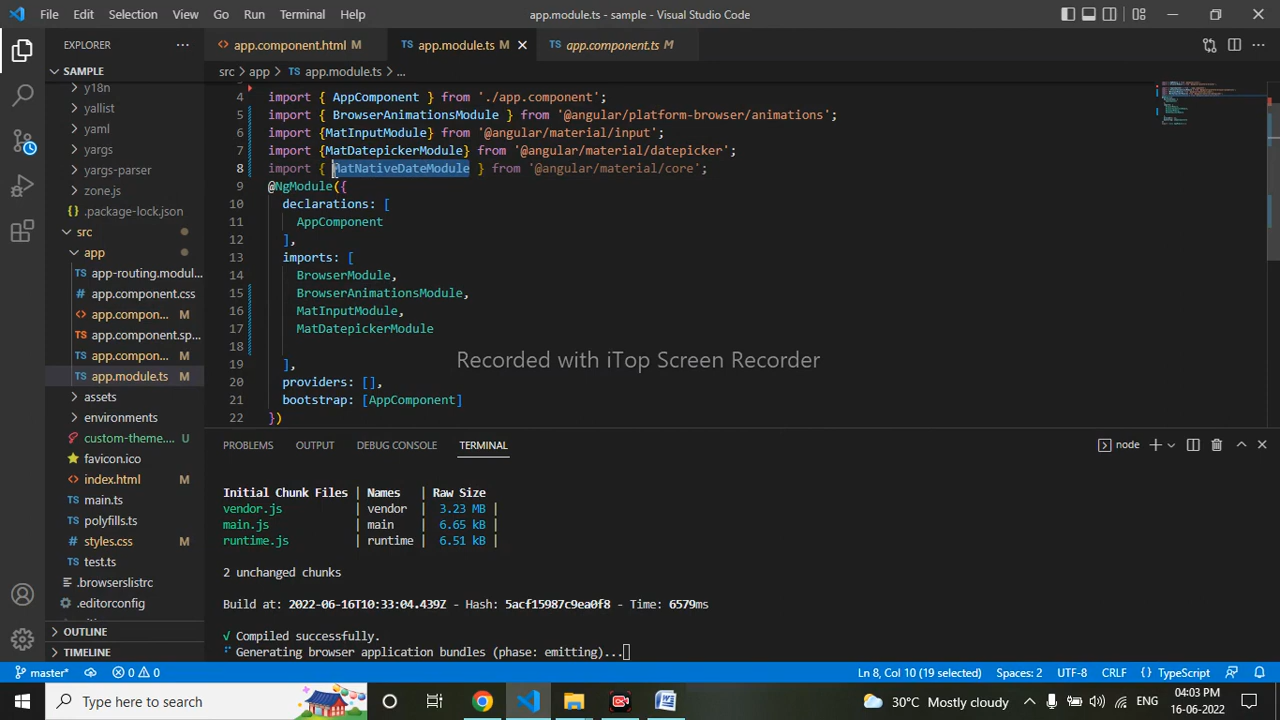 File Edit Selection View Go Run Terminal Help
app.module.ts - sample - Visual Studio Code
EXPLORER
SAMPLE
y18n
yallist
yaml
yargs
yargs-parser
zone.js
.package-lock.json
src
app
app-routing.modul...
app.component.css
app.compon... M
app.component.sp...
app.compon... M
app.module.ts M
assets
environments
custom-theme.... U
favicon.ico
index.html M
main.ts
polyfills.ts
styles.css M
test.ts
.browserslistrc
.editorconfig
OUTLINE
TIMELINE
app.component.html M
app.module.ts M
app.component.ts M
src > app > TS app.module.ts > ...
4 import { AppComponent } from './app.component';
5 import { BrowserAnimationsModule } from '@angular/platform-browser/animations';
6 import {MatInputModule} from '@angular/material/input';
7 import {MatDatepickerModule} from '@angular/material/datepicker';
8 import { MatNativeDateModule } from '@angular/material/core';
9 @NgModule({
10 declarations: [
11 AppComponent
12 ],
13 imports: [
14 BrowserModule,
15 BrowserAnimationsModule,
16 MatInputModule,
17 MatDatepickerModule
18
19 ],
20 providers: [],
21 bootstrap: [AppComponent]
22 })
Recorded with iTop Screen Recorder
PROBLEMS OUTPUT DEBUG CONSOLE TERMINAL
node
Initial Chunk Files | Names | Raw Size
vendor.js | vendor | 3.23 MB |
main.js | main | 6.65 kB |
runtime.js | runtime | 6.51 kB |
2 unchanged chunks
Build at: 2022-06-16T10:33:04.439Z - Hash: 5acf15987c9ea0f8 - Time: 6579ms
√ Compiled successfully.
Generating browser application bundles (phase: emitting)...
master* 0 0
Ln 8, Col 10 (19 selected) Spaces: 2 UTF-8 CRLF TypeScript
Type here to search
30°C Mostly cloudy
ENG
04:03 PM
16-06-2022